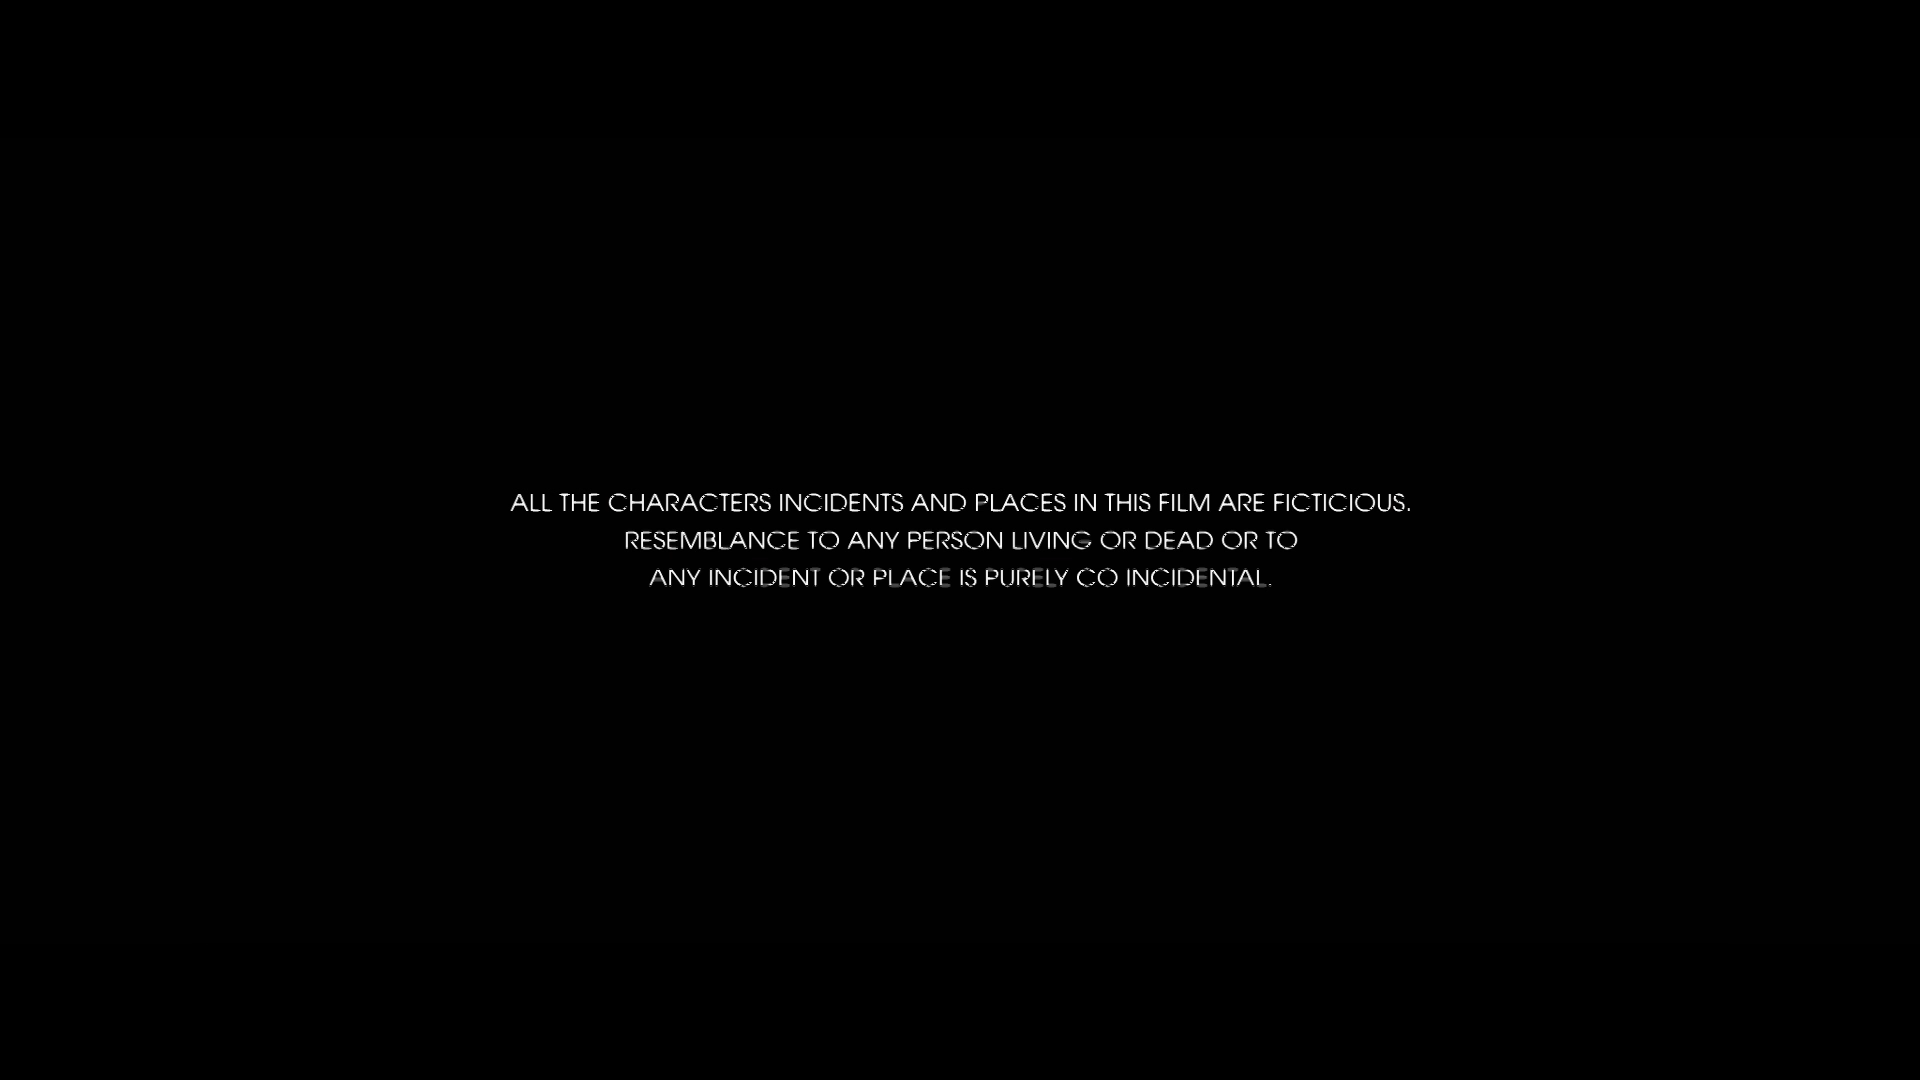 ALL THE CHARACTERS INCIDENTS AND PLACES IN THIS FILM ARE FICTICIOUS.
RESEMBLANCE TO ANY PERSON LIVING OR DEAD OR TO
ANY INCIDENT OR PLACE IS PURELY CO INCIDENTAL.